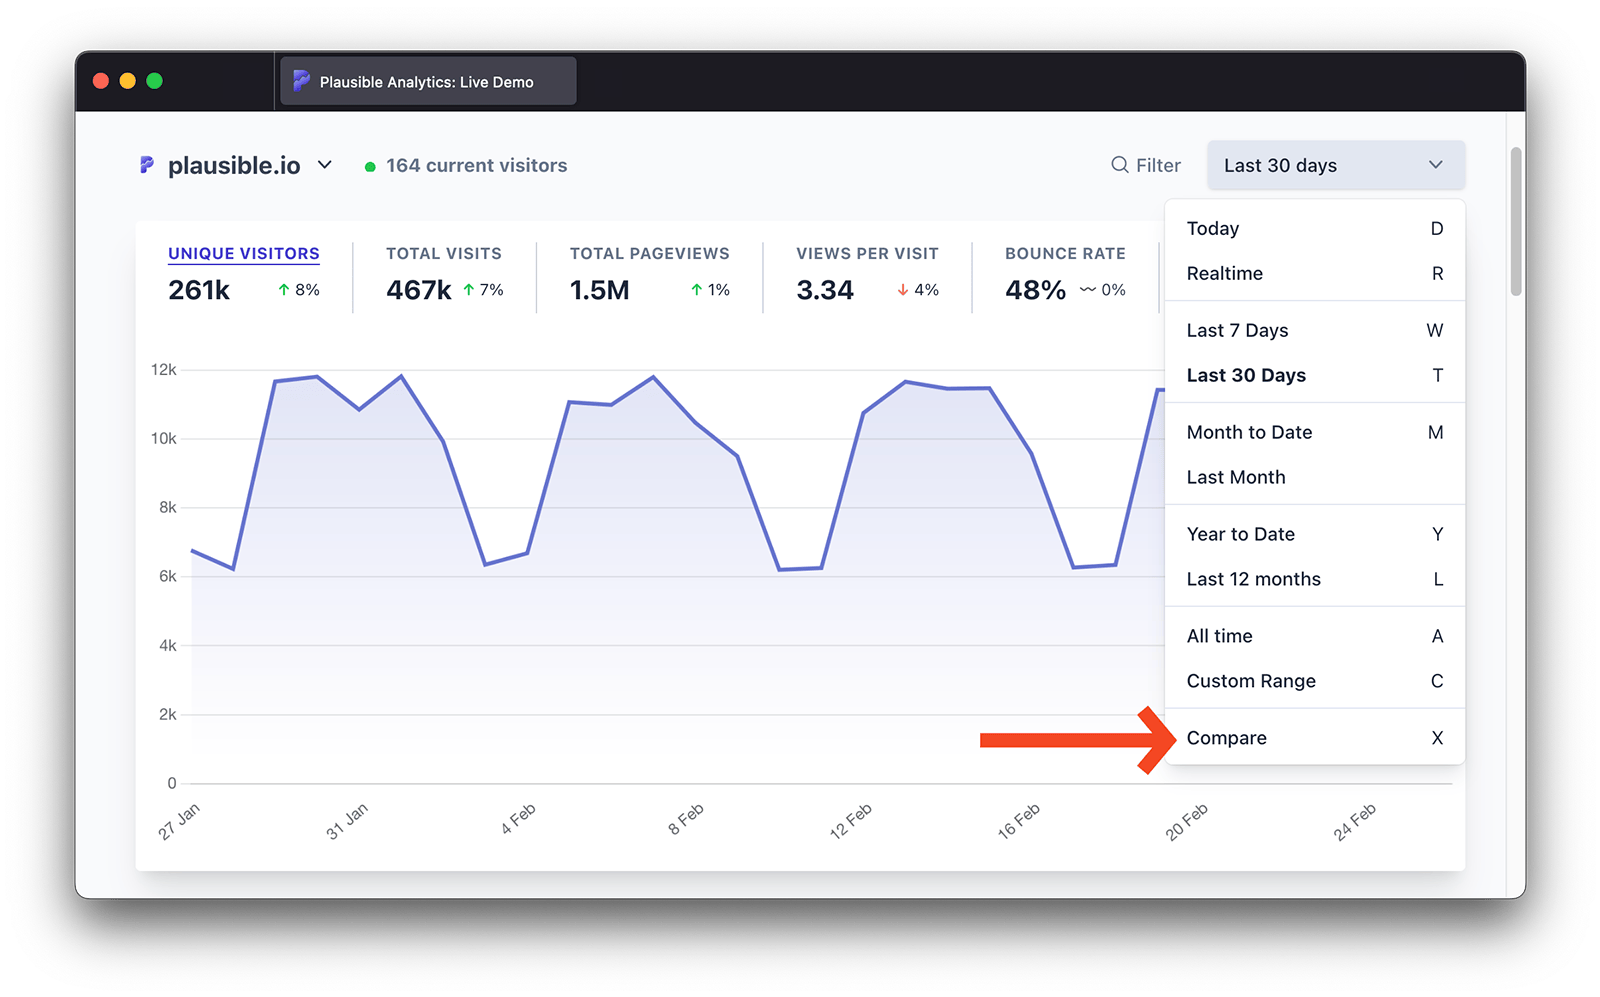 Plausible Analytics: Live Demo
plausible.io
164 current visitors
Filter
Last 30 days
UNIQUE VISITORS
261k ↑ 8%
TOTAL VISITS
467k ↑ 7%
TOTAL PAGEVIEWS
1.5M ↑ 1%
VIEWS PER VISIT
3.34 ↓ 4%
BOUNCE RATE
48% 0%
Today D
Realtime R
Last 7 Days W
Last 30 Days T
Month to Date M
Last Month
Year to Date Y
Last 12 months L
All time A
Custom Range C
Compare X
12k
10k
8k
6k
4k
2k
0
27 Jan
31 Jan
4 Feb
8 Feb
12 Feb
16 Feb
20 Feb
24 Feb